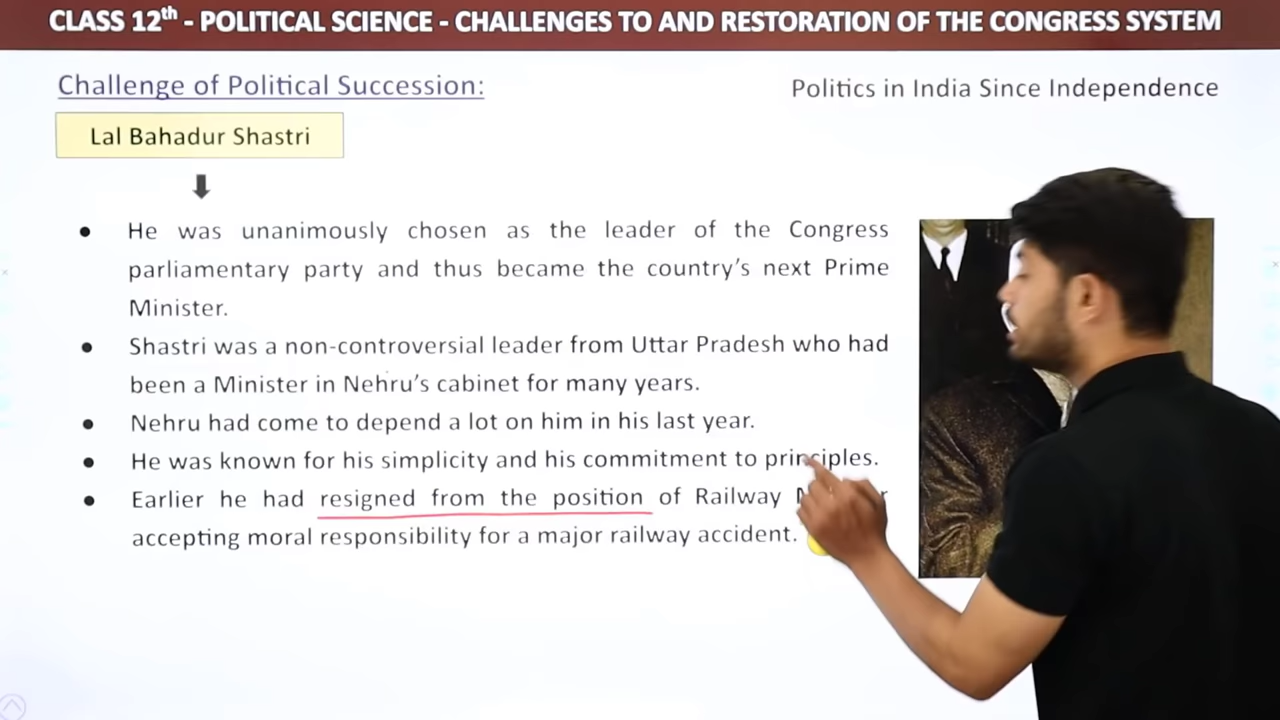 CLASS 12th - POLITICAL SCIENCE - CHALLENGES TO AND RESTORATION OF THE CONGRESS SYSTEM
Challenge of Political Succession:
Politics in India Since Independence
Lal Bahadur Shastri
● He was unanimously chosen as the leader of the Congress
parliamentary party and thus became the country's next Prime
Minister.
● Shastri was a non-controversial leader from Uttar Pradesh who had
been a Minister in Nehru's cabinet for many years.
● Nehru had come to depend a lot on him in his last year.
● He was known for his simplicity and his commitment to principles.
● Earlier he had resigned from the position of Railway
accepting moral responsibility for a major railway accident.